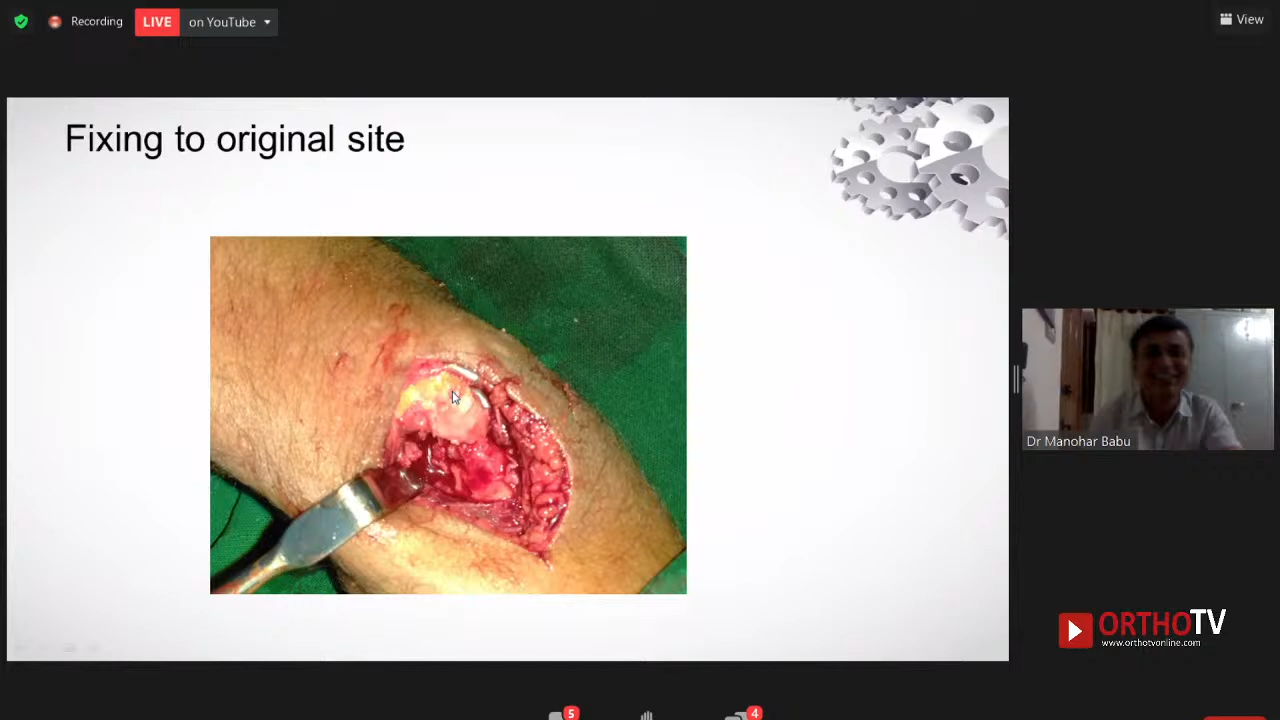 Recording
LIVE on YouTube
View
Fixing to original site
Dr Manohar Babu
ORTHOTV
www.orthotvonline.com
5
4